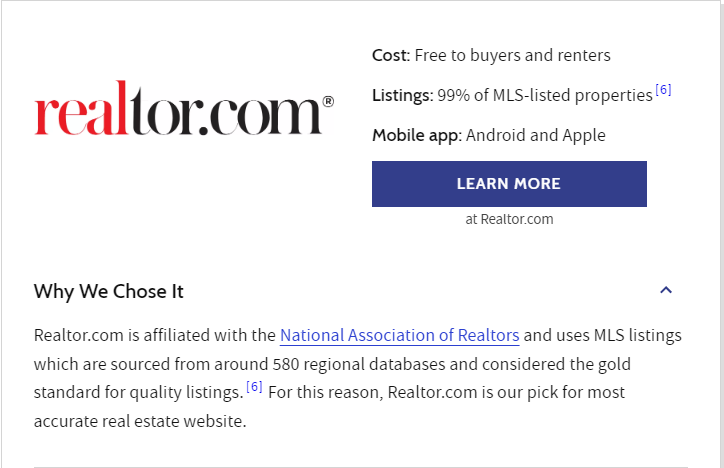 realtor.com®
Cost: Free to buyers and renters
Listings: 99% of MLS-listed properties [6]
Mobile app: Android and Apple
LEARN MORE
at Realtor.com
Why We Chose It
Realtor.com is affiliated with the National Association of Realtors and uses MLS listings
which are sourced from around 580 regional databases and considered the gold
standard for quality listings. [6] For this reason, Realtor.com is our pick for most
accurate real estate website.